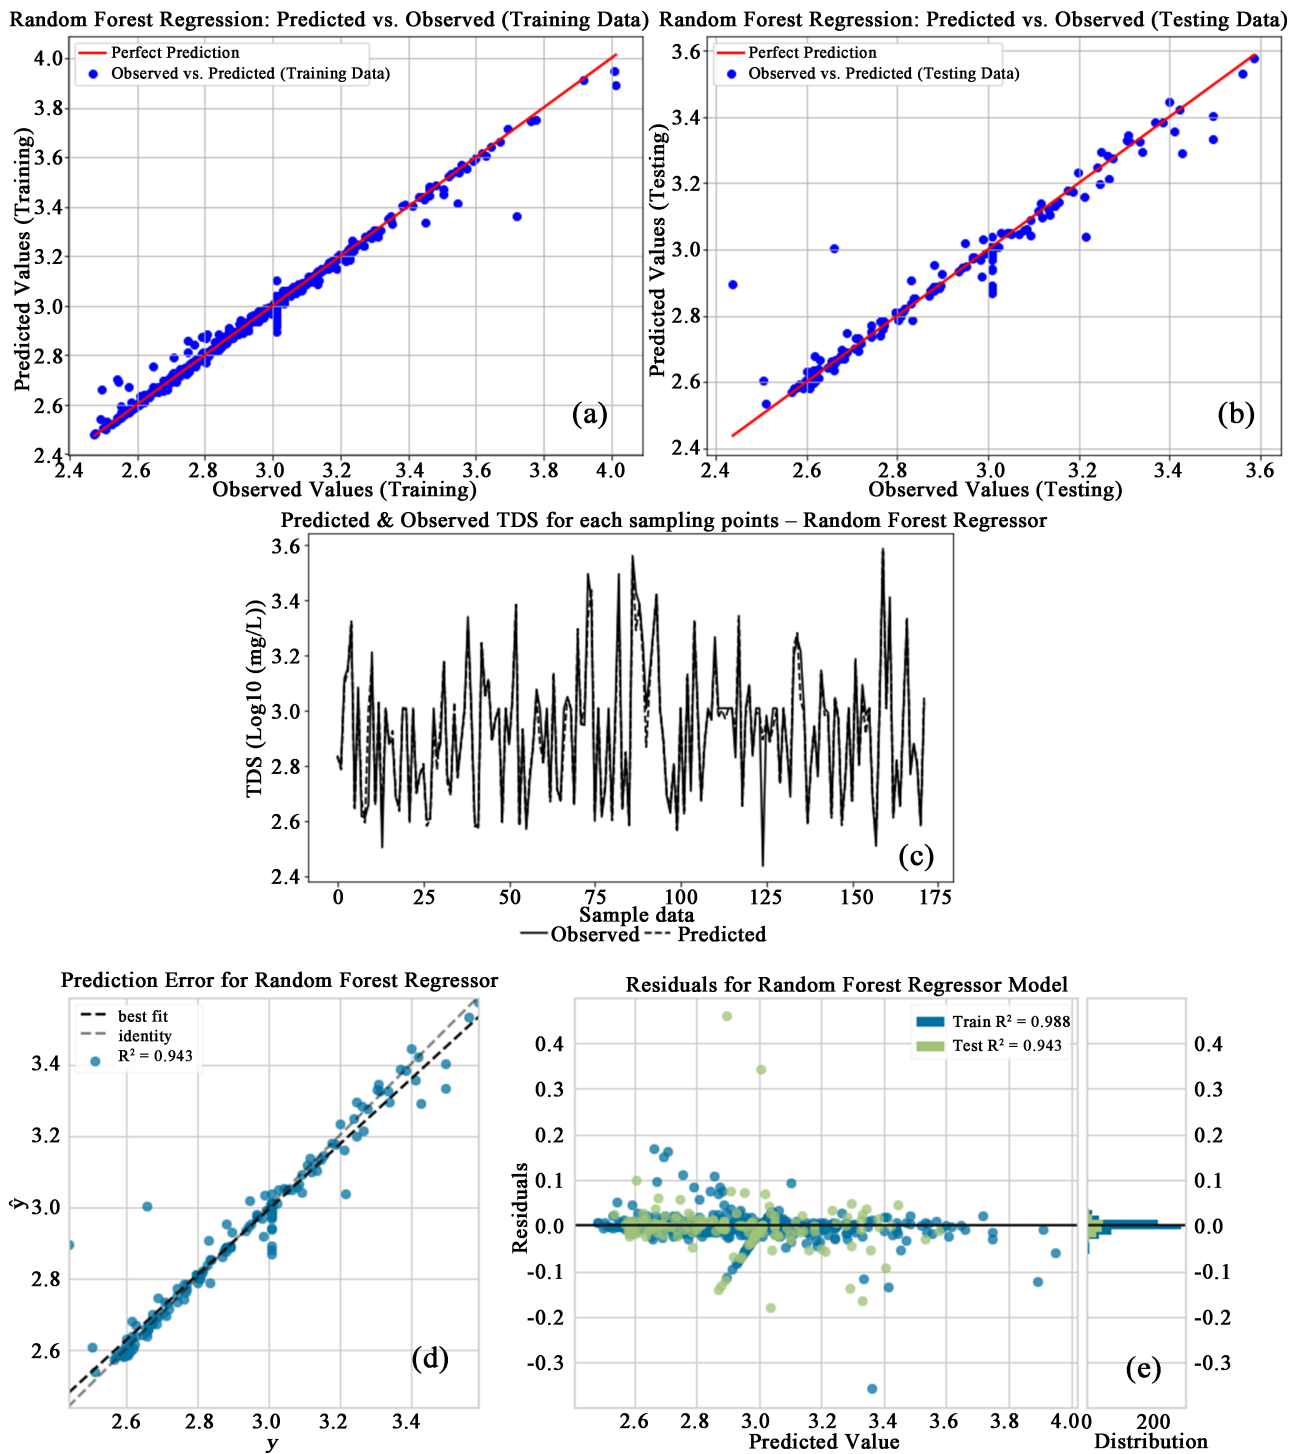 Random Forest Regression: Predicted vs. Observed (Training Data)
Perfect Prediction
Observed vs. Predicted (Training Data)
4.0
3.8
3.6
3.4
3.2
3.0
2.8
2.6
2.4
Predicted Values (Training)
(a)
2.4 2.6 2.8 3.0 3.2 3.4 3.6 3.8 4.0
Observed Values (Training)
Random Forest Regression: Predicted vs. Observed (Testing Data)
Perfect Prediction
Observed vs. Predicted (Testing Data)
3.6
3.4
3.2
3.0
2.8
2.6
2.4
Predicted Values (Testing)
(b)
2.4 2.6 2.8 3.0 3.2 3.4 3.6
Observed Values (Testing)
Predicted & Observed TDS for each sampling points – Random Forest Regressor
3.6
3.4
3.2
3.0
2.8
2.6
2.4
TDS (Log10 (mg/L))
(c)
0 25 50 75 100 125 150 175
Sample data
Observed Predicted
Prediction Error for Random Forest Regressor
best fit
identity
R² = 0.943
3.4
3.2
3.0
2.8
2.6
ŷ
(d)
2.6 2.8 3.0 3.2 3.4
y
Residuals for Random Forest Regressor Model
Train R² = 0.988
Test R² = 0.943
0.4
0.3
0.2
0.1
0.0
-0.1
-0.2
-0.3
Residuals
2.6 2.8 3.0 3.2 3.4 3.6 3.8 4.0
Predicted Value
0.4
0.3
0.2
0.1
0.0
-0.1
-0.2
-0.3
(e)
0 200
Distribution